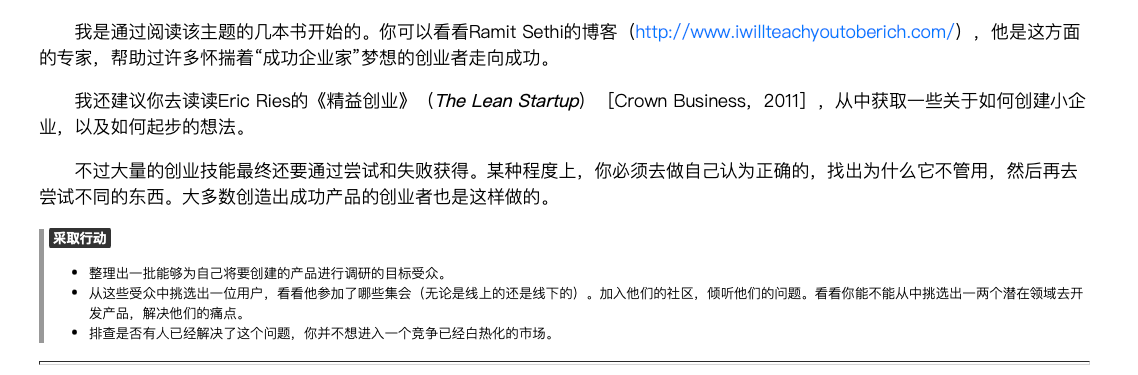 我是通过阅读该主题的几本书开始的。你可以看看Ramit Sethi的博客（http://www.iwillteachyoutoberich.com/），他是这方面
的专家，帮助过许多怀揣着“成功企业家”梦想的创业者走向成功。
我还建议你去读读Eric Ries的《精益创业》（The Lean Startup）［Crown Business，2011］，从中获取一些关于如何创建小企
业，以及如何起步的想法。
不过大量的创业技能最终还要通过尝试和失败获得。某种程度上，你必须去做自己认为正确的，找出为什么它不管用，然后再去
尝试不同的东西。大多数创造出成功产品的创业者也是这样做的。
采取行动
• 整理出一批能够为自己将要创建的产品进行调研的目标受众。
• 从这些受众中挑选出一位用户，看看他参加了哪些集会（无论是线上的还是线下的）。加入他们的社区，倾听他们的问题。看看你能不能从中挑选出一两个潜在领域去开
发产品，解决他们的痛点。
• 排查是否有人已经解决了这个问题，你并不想进入一个竞争已经白热化的市场。